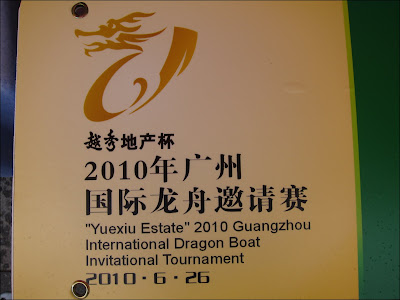 越秀地产杯
2010年广州
国际龙舟邀请赛
"Yuexiu Estate" 2010 Guangzhou
International Dragon Boat
Invitational Tournament
2010·6·26